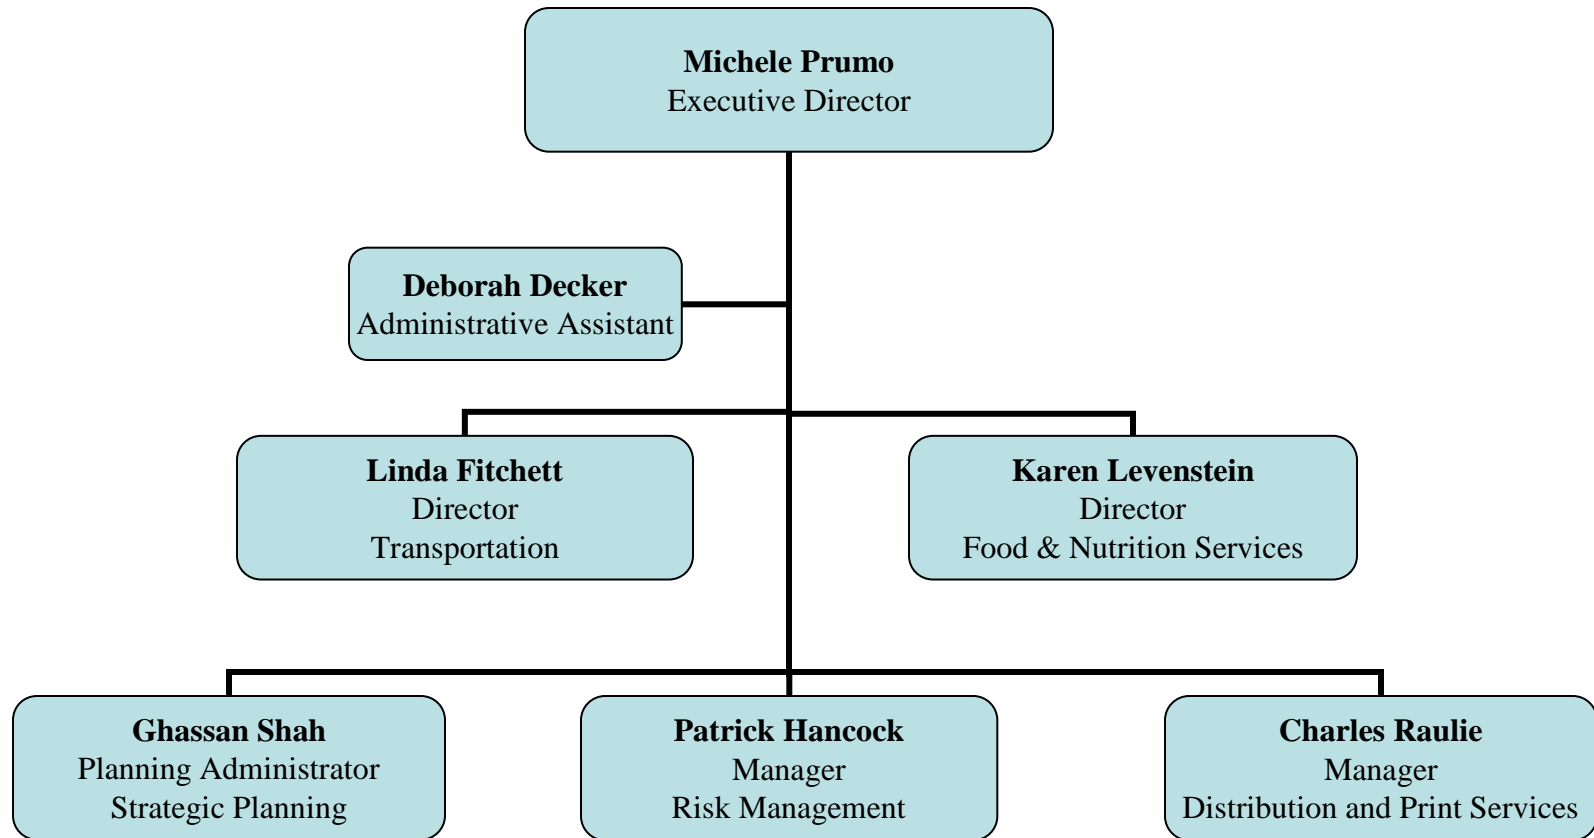 Michele Prumo
Executive Director
Deborah Decker
Administrative Assistant
Linda Fitchett
Director
Transportation
Karen Levenstein
Director
Food & Nutrition Services
Ghassan Shah
Planning Administrator
Strategic Planning
Patrick Hancock
Manager
Risk Management
Charles Raulie
Manager
Distribution and Print Services